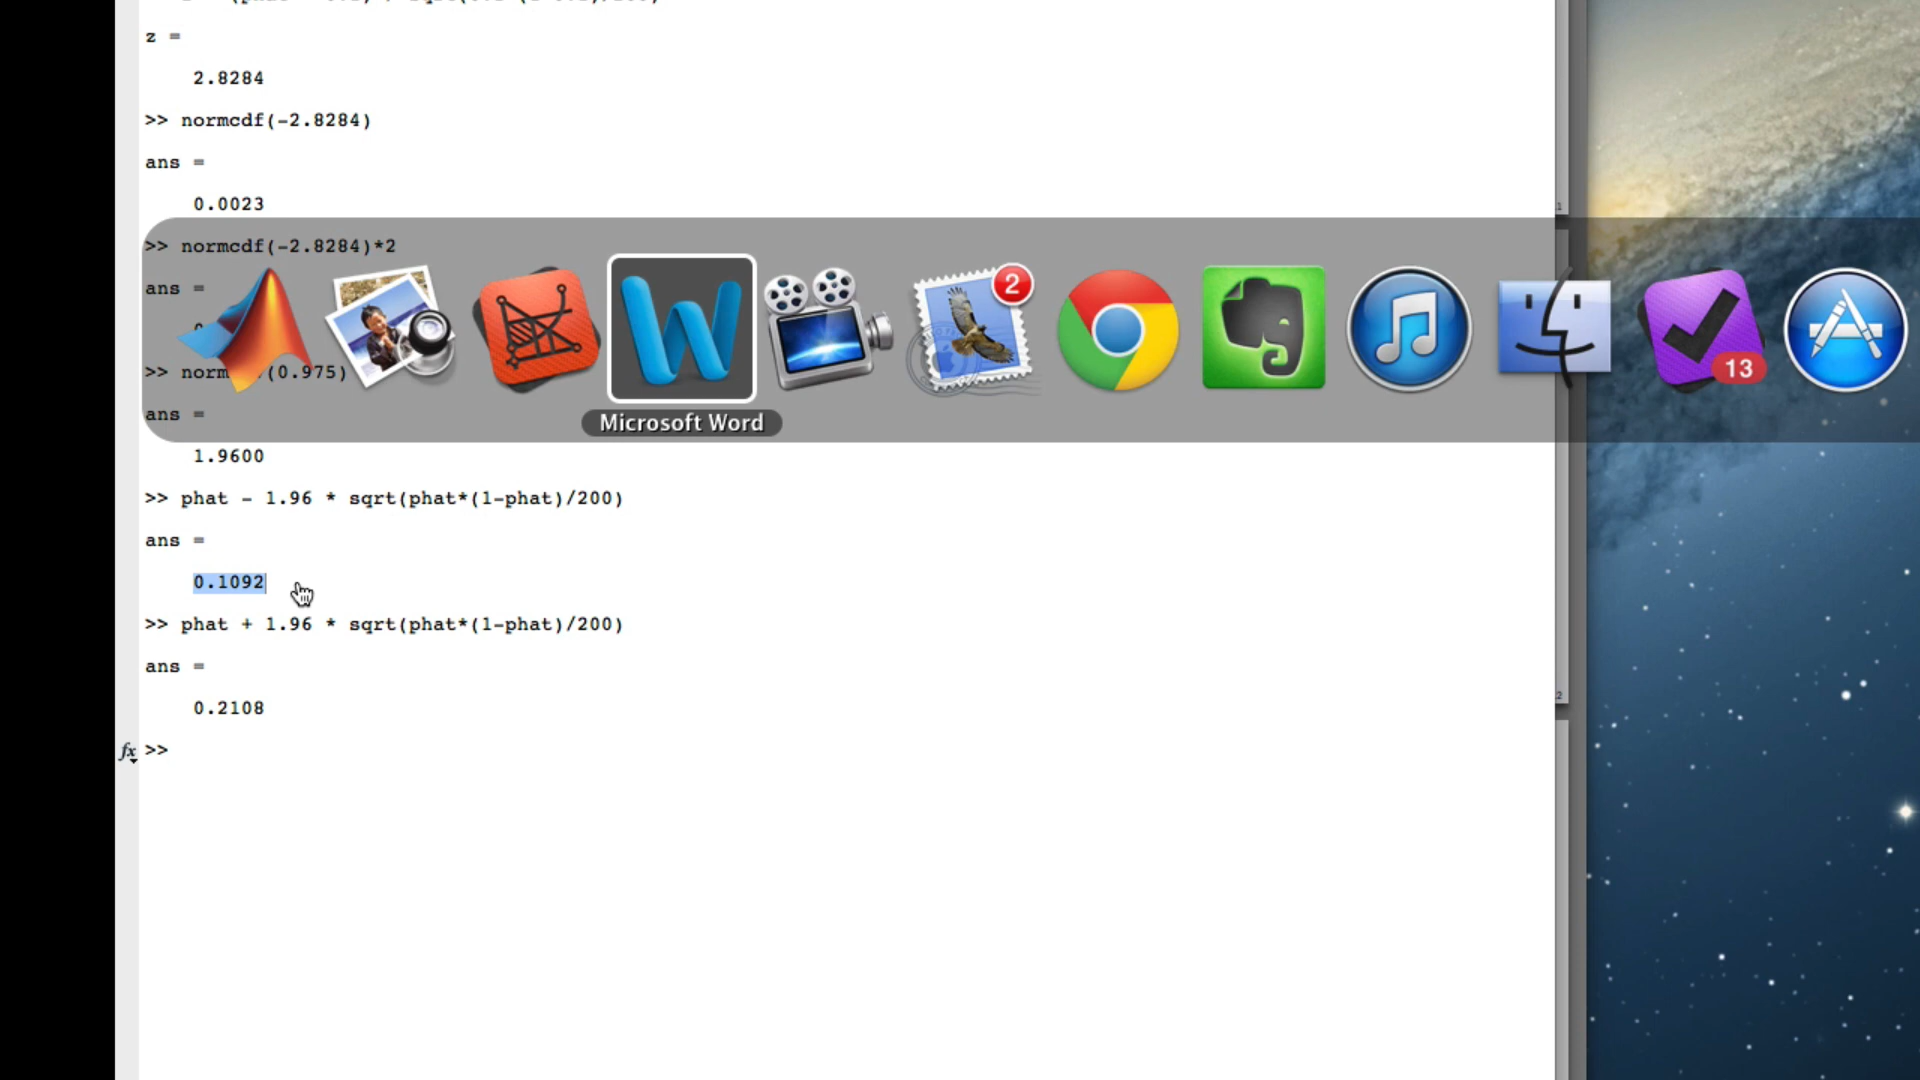 z =
2.8284
>> normcdf(-2.8284)
ans =
0.0023
>> normcdf(-2.8284)*2
ans =
>> norm (0.975)
ans =
Microsoft Word
1.9600
>> phat - 1.96 * sqrt(phat*(1-phat)/200)
ans =
0.1092
>> phat + 1.96 * sqrt(phat*(1-phat)/200)
ans =
0.2108
fx >>
2
13